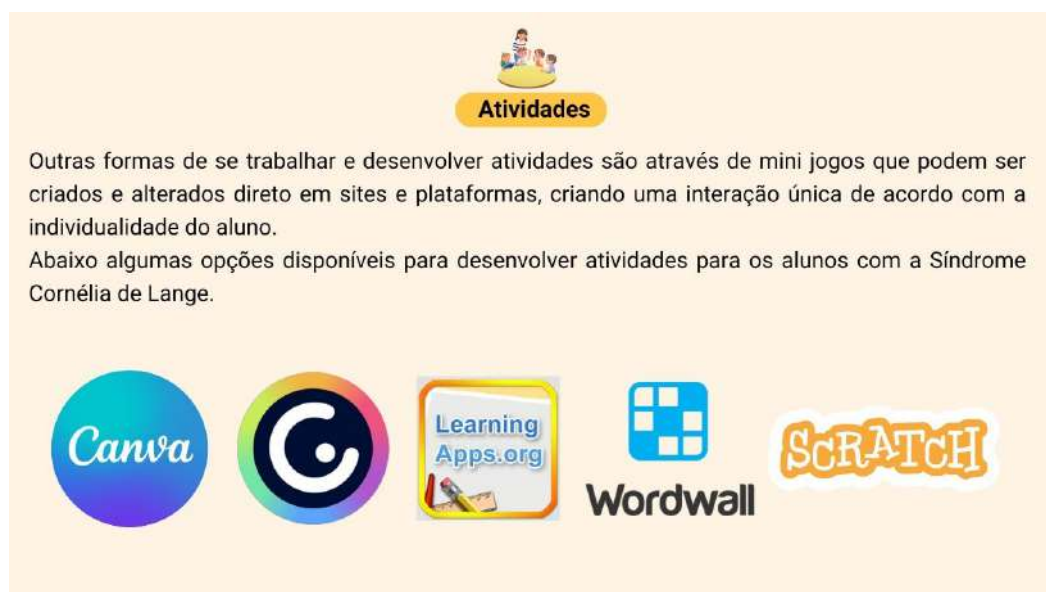 Atividades
Outras formas de se trabalhar e desenvolver atividades são através de mini jogos que podem ser
criados e alterados direto em sites e plataformas, criando uma interação única de acordo com a
individualidade do aluno.
Abaixo algumas opções disponíveis para desenvolver atividades para os alunos com a Síndrome
Cornélia de Lange.
Canva
Learning
Apps.org
Wordwall
SCRATCH